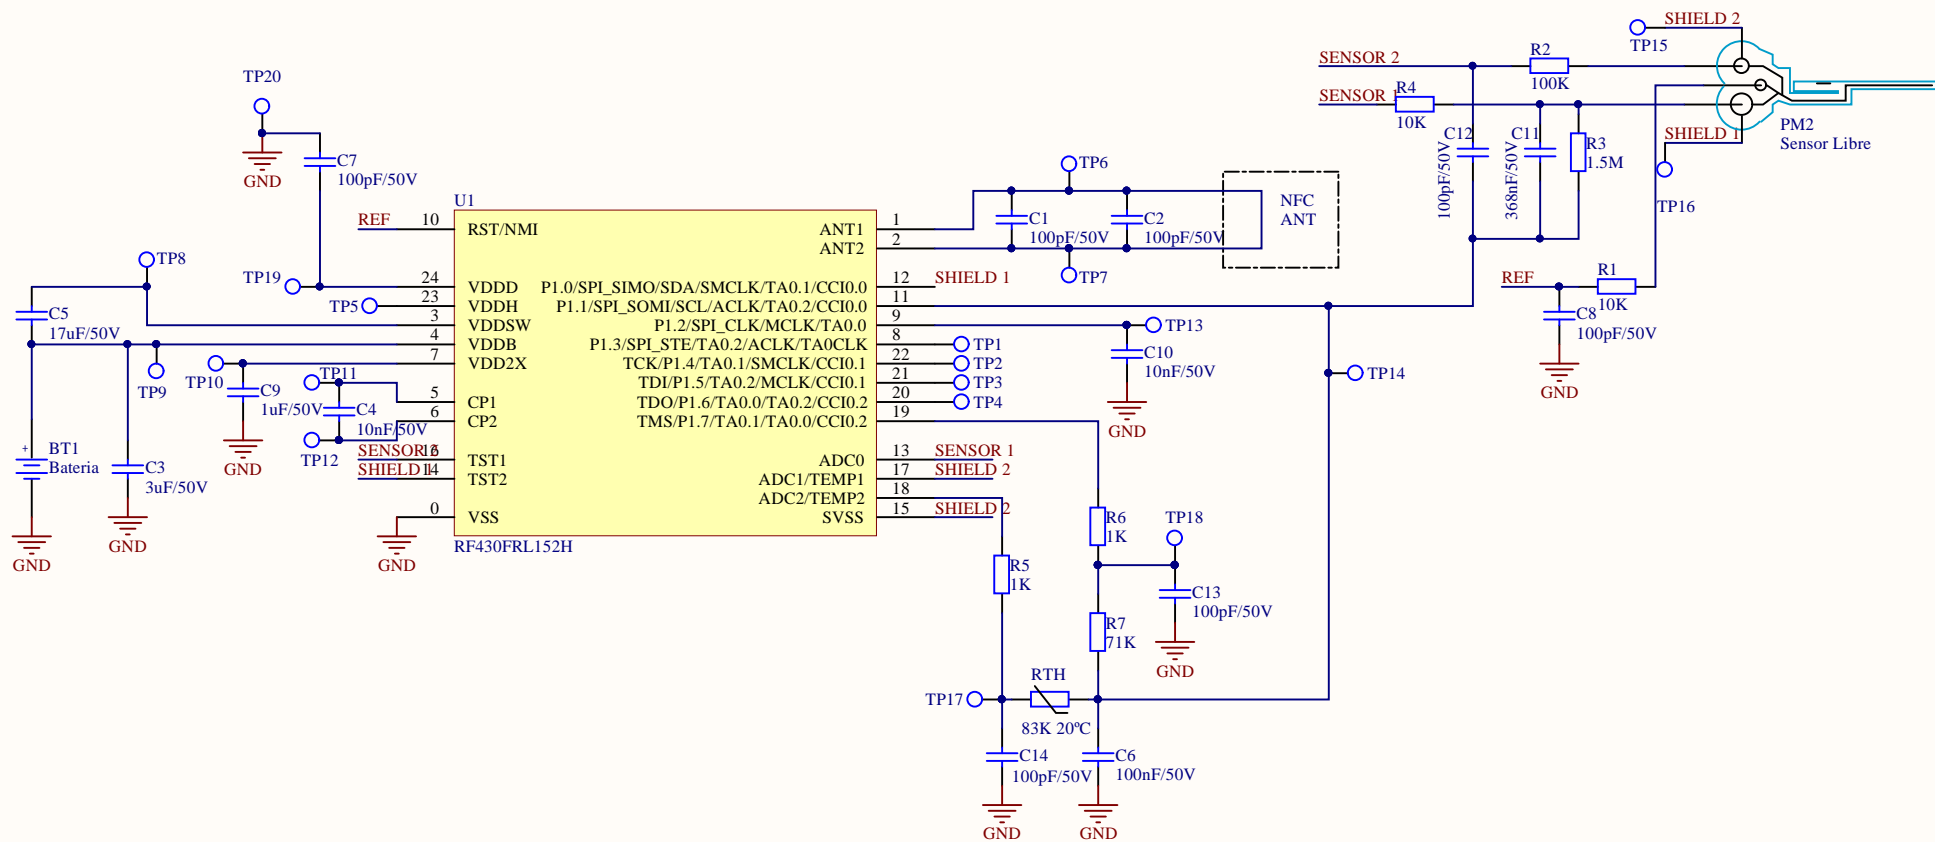 SHIELD 2
TP15
SENSOR 2
R2
100K
SENSOR 1
R4
10K
C12
100pF/50V
C11
368nF/50V
R3
1.5M
SHIELD 1
PM2
Sensor Libre
TP16
REF
R1
10K
C8
100pF/50V
GND
TP20
GND
C7
100pF/50V
TP19
TP8
TP5
C5
17uF/50V
TP9
TP10
C9
1uF/50V
GND
TP11
C4
10nF/50V
TP12
BT1
+
Bateria
GND
C3
3uF/50V
GND
GND
U1
REF
10
RST/NMI
24
VDDD
23
VDDH
3
VDDSW
4
VDDB
7
VDD2X
5
CP1
6
CP2
SENSOR 2
16
TST1
SHIELD 1
14
TST2
0
VSS
RF430FRL152H
ANT1
1
ANT2
2
P1.0/SPI_SIMO/SDA/SMCLK/TA0.1/CCI0.0
12
SHIELD 1
P1.1/SPI_SOMI/SCL/ACLK/TA0.2/CCI0.0
11
P1.2/SPI_CLK/MCLK/TA0.0
9
P1.3/SPI_STE/TA0.2/ACLK/TA0CLK
8
TP1
TCK/P1.4/TA0.1/SMCLK/CCI0.1
22
TP2
TDI/P1.5/TA0.2/MCLK/CCI0.1
21
TP3
TDO/P1.6/TA0.0/TA0.2/CCI0.2
20
TP4
TMS/P1.7/TA0.1/TA0.0/CCI0.2
19
ADC0
13
SENSOR 1
ADC1/TEMP1
17
SHIELD 2
ADC2/TEMP2
18
SVSS
15
SHIELD 2
TP6
C1
100pF/50V
C2
100pF/50V
TP7
NFC
ANT
TP13
C10
10nF/50V
GND
TP14
R6
1K
TP18
R5
1K
C13
100pF/50V
GND
R7
71K
RTH
TP17
83K 20ºC
C14
100pF/50V
GND
C6
100nF/50V
GND